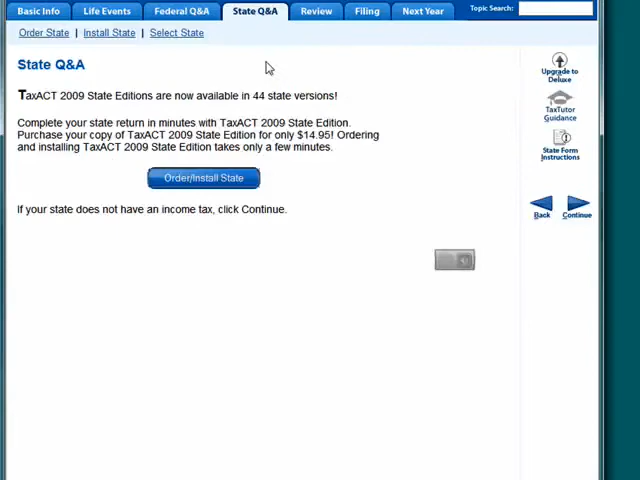 Basic Info Life Events Federal Q&A State Q&A Review Filing Next Year Topic Search:
Order State | Install State | Select State
State Q&A
TaxACT 2009 State Editions are now available in 44 state versions!
Complete your state return in minutes with TaxACT 2009 State Edition.
Purchase your copy of TaxACT 2009 State Edition for only $14.95! Ordering
and installing TaxACT 2009 State Edition takes only a few minutes.
Order/Install State
If your state does not have an income tax, click Continue.
Upgrade to
Deluxe
TaxTutor
Guidance
State Form
Instructions
Back Continue